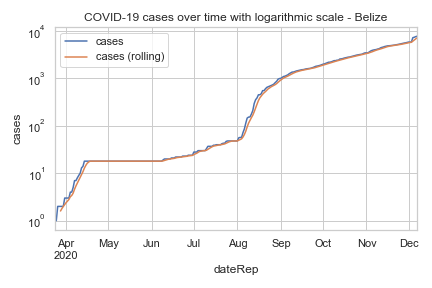 COVID-19 cases over time with logarithmic scale - Belize
cases
cases (rolling)
10⁴
10³
10²
10¹
10⁰
cases
Apr May Jun Jul Aug Sep Oct Nov Dec
2020
dateRep